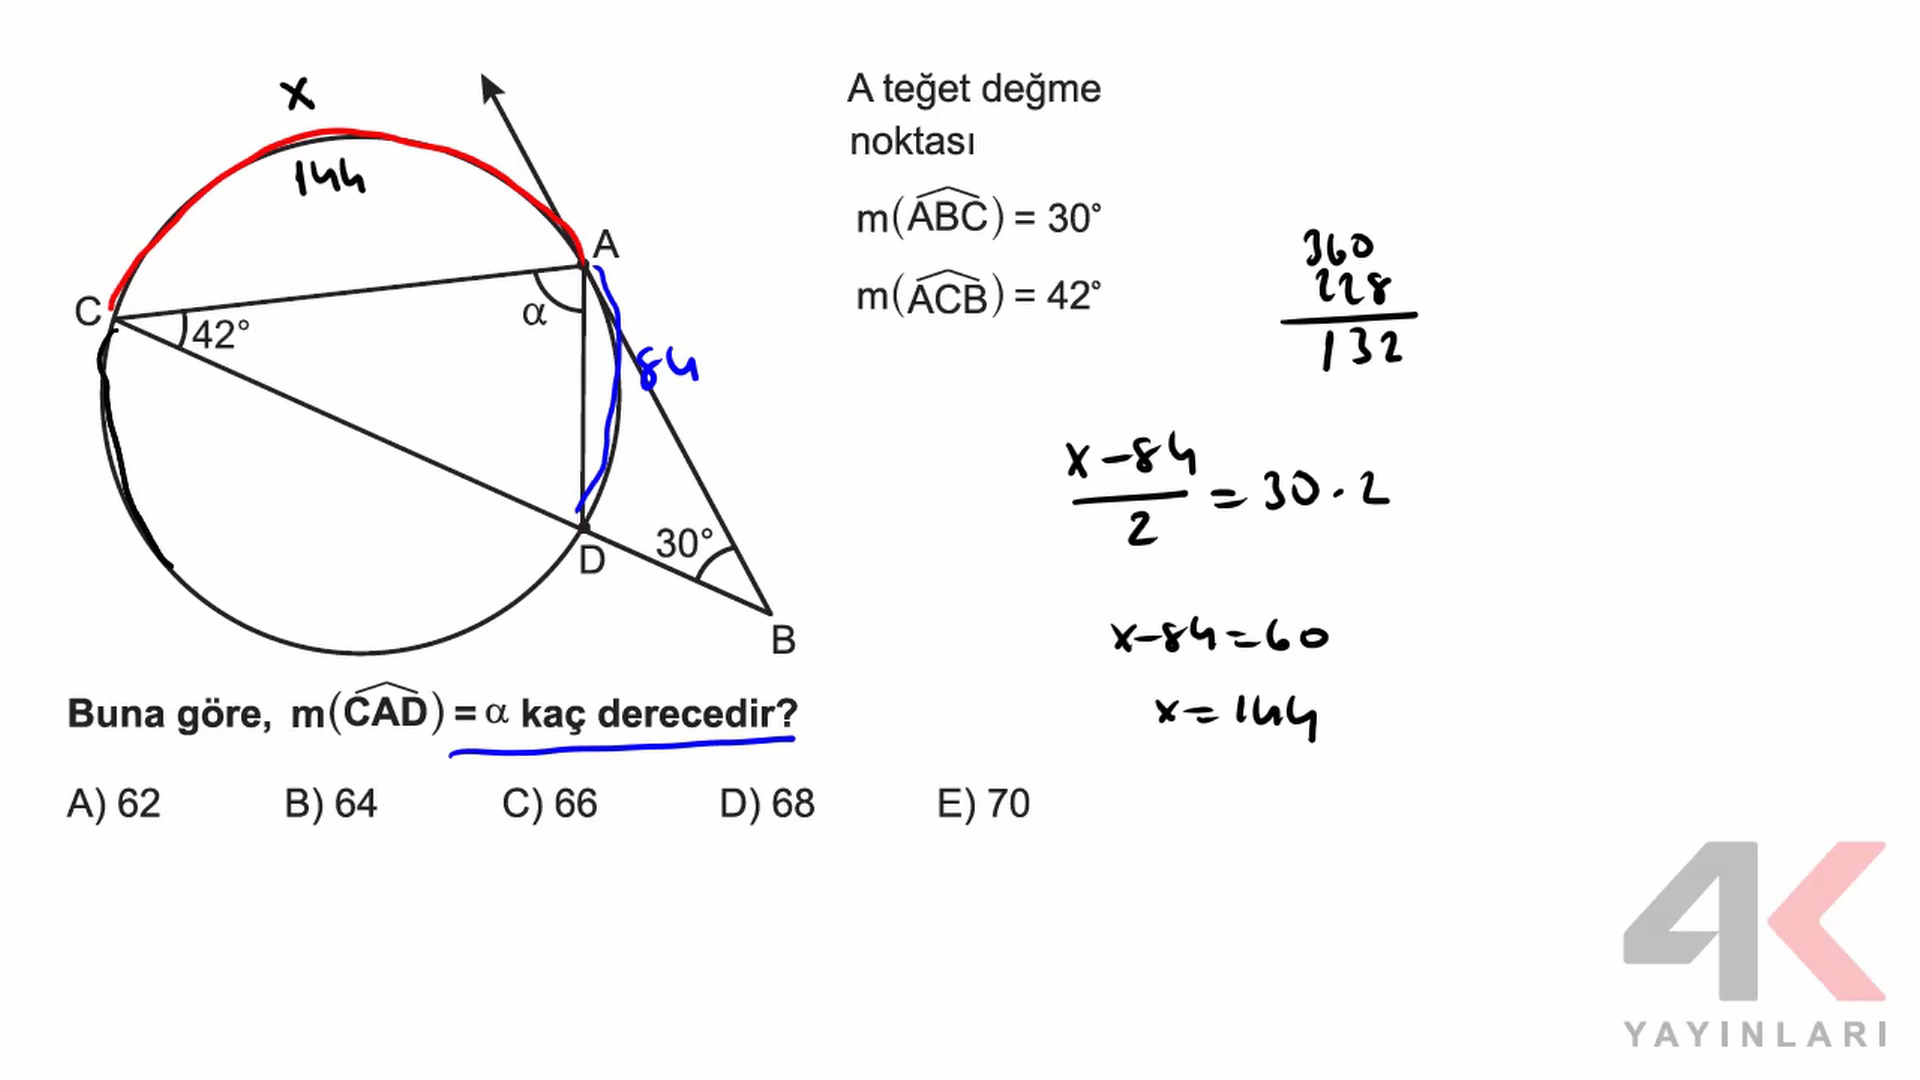 x
144
A
C
42°
α
84
D
30°
B
A teğet değme
noktası
m(ABC) = 30°
m(ACB) = 42°
360
228
132
x-84
2
= 30.2
x-84=60
x=144
Buna göre, m(CAD) = α kaç derecedir?
A) 62 B) 64 C) 66 D) 68 E) 70
4K
YAYINLARI